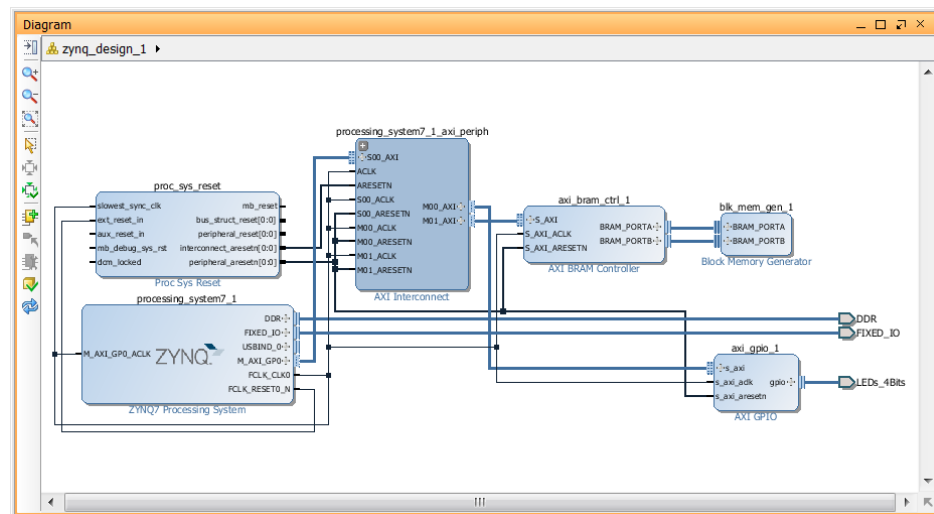 Diagram
zynq_design_1
processing_system7_1_axi_periph
S00_AXI
ACLK
ARESETN
S00_ACLK
S00_ARESETN
M00_ACLK
M00_ARESETN
M01_ACLK
M01_ARESETN
M00_AXI
M01_AXI
AXI Interconnect
proc_sys_reset
slowest_sync_clk
ext_reset_in
aux_reset_in
mb_debug_sys_rst
dcm_locked
mb_reset
bus_struct_reset[0:0]
peripheral_reset[0:0]
interconnect_aresetn[0:0]
peripheral_aresetn[0:0]
Proc Sys Reset
axi_bram_ctrl_1
S_AXI
S_AXI_ACLK
S_AXI_ARESETN
BRAM_PORTA
BRAM_PORTB
AXI BRAM Controller
blk_mem_gen_1
BRAM_PORTA
BRAM_PORTB
Block Memory Generator
processing_system7_1
M_AXI_GP0_ACLK
ZYNQ
DDR
FIXED_IO
USBIND_0
M_AXI_GP0
FCLK_CLK0
FCLK_RESET0_N
ZYNQ7 Processing System
DDR
FIXED_IO
axi_gpio_1
s_axi
s_axi_aclk
s_axi_aresetn
gpio
AXI GPIO
LEDs_4Bits